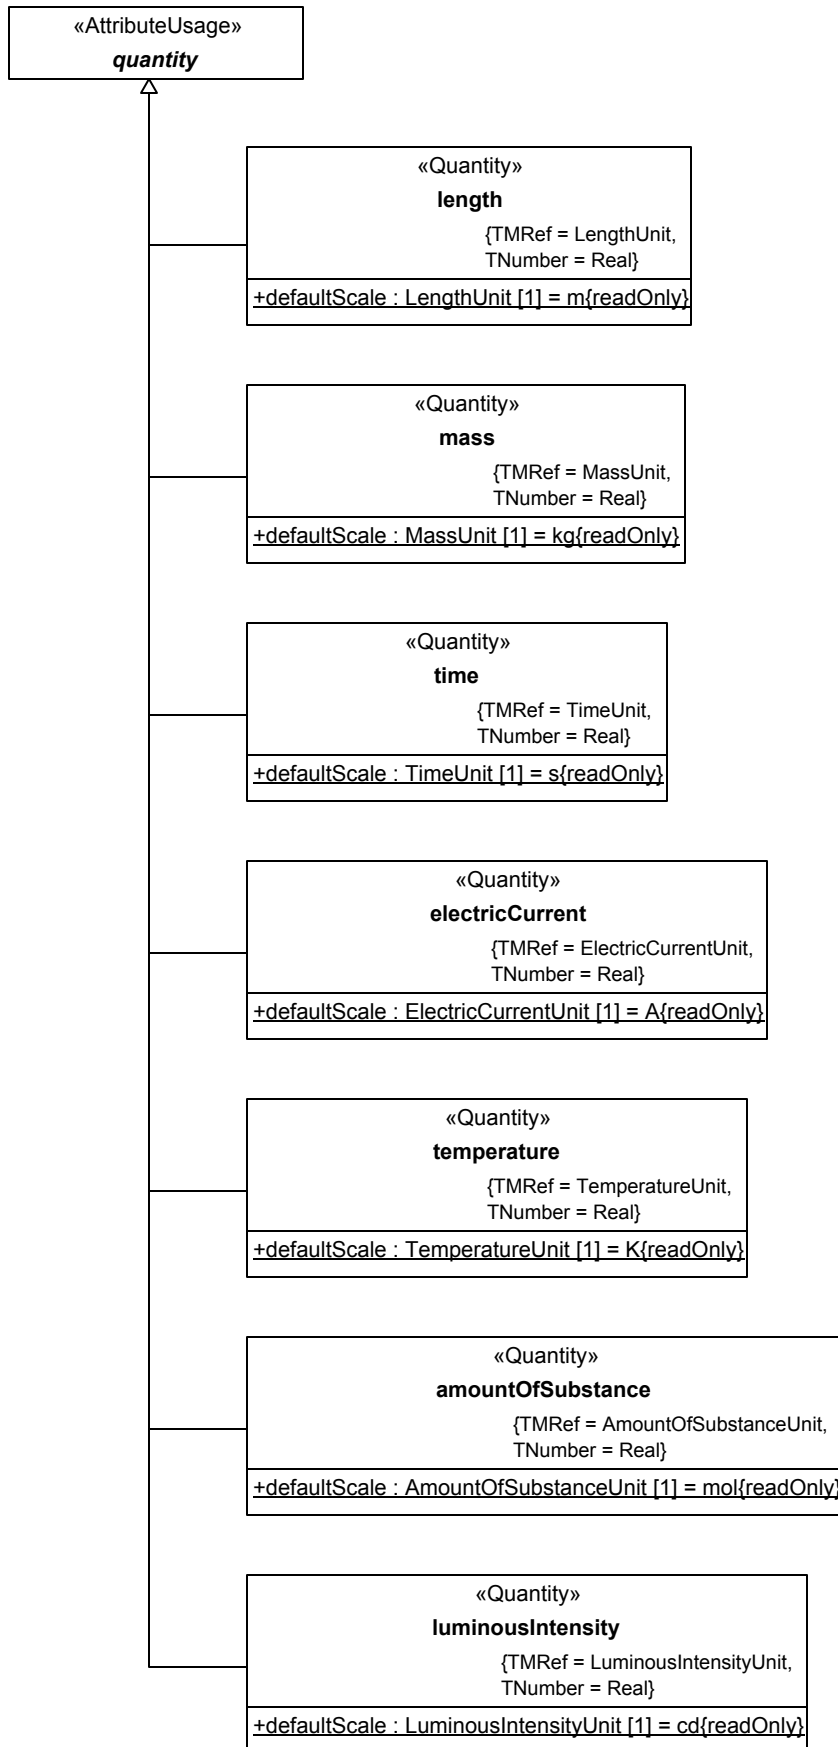 «AttributeUsage»
quantity
«Quantity»
length
{TMRef = LengthUnit,
TNumber = Real}
+defaultScale : LengthUnit [1] = m{readOnly}
«Quantity»
mass
{TMRef = MassUnit,
TNumber = Real}
+defaultScale : MassUnit [1] = kg{readOnly}
«Quantity»
time
{TMRef = TimeUnit,
TNumber = Real}
+defaultScale : TimeUnit [1] = s{readOnly}
«Quantity»
electricCurrent
{TMRef = ElectricCurrentUnit,
TNumber = Real}
+defaultScale : ElectricCurrentUnit [1] = A{readOnly}
«Quantity»
temperature
{TMRef = TemperatureUnit,
TNumber = Real}
+defaultScale : TemperatureUnit [1] = K{readOnly}
«Quantity»
amountOfSubstance
{TMRef = AmountOfSubstanceUnit,
TNumber = Real}
+defaultScale : AmountOfSubstanceUnit [1] = mol{readOnly}
«Quantity»
luminousIntensity
{TMRef = LuminousIntensityUnit,
TNumber = Real}
+defaultScale : LuminousIntensityUnit [1] = cd{readOnly}